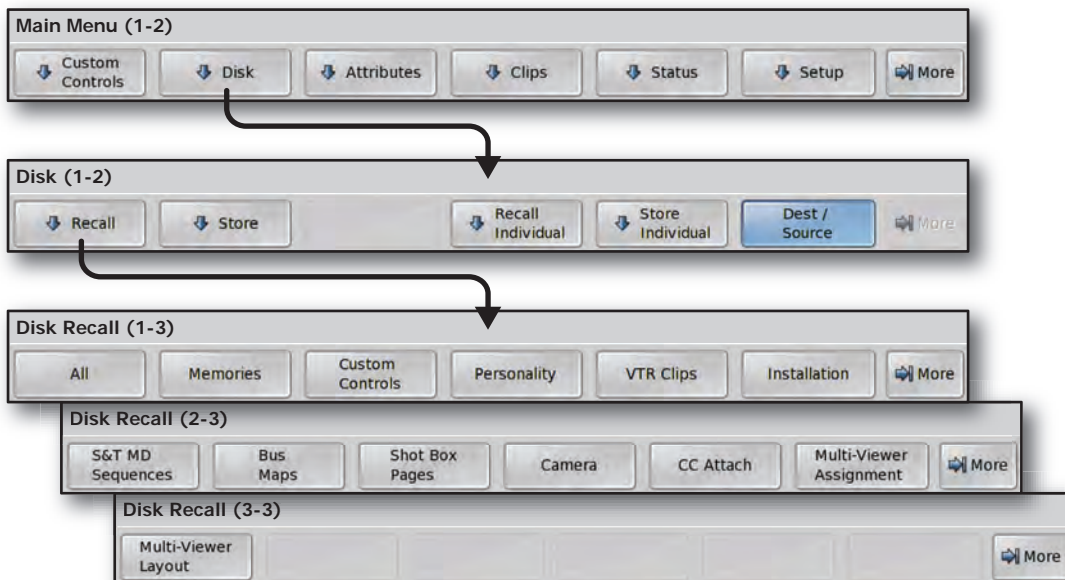 Main Menu (1-2)
Custom Controls
Disk
Attributes
Clips
Status
Setup
More
Disk (1-2)
Recall
Store
Recall Individual
Store Individual
Dest / Source
More
Disk Recall (1-3)
All
Memories
Custom Controls
Personality
VTR Clips
Installation
More
Disk Recall (2-3)
S&T MD Sequences
Bus Maps
Shot Box Pages
Camera
CC Attach
Multi-Viewer Assignment
More
Disk Recall (3-3)
Multi-Viewer Layout
More